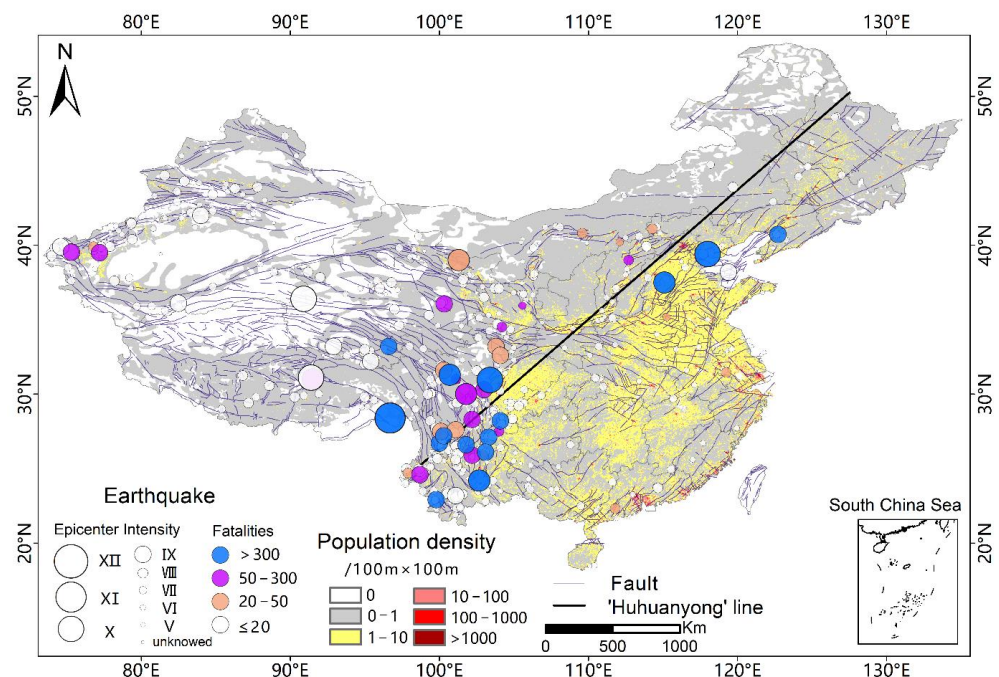 80°E 90°E 100°E 110°E 120°E 130°E
N
50°N 50°N
40°N 40°N
30°N 30°N
20°N 20°N
Earthquake
Epicenter Intensity
XII
XI
X
IX
VIII
VII
VI
V
unknowed
Fatalities
> 300
50 – 300
20 – 50
≤ 20
Population density
/100m × 100m
0
0 – 1
1 – 10
10 – 100
100 – 1000
>1000
Fault
'Huhuanyong' line
Km
0 500 1000
South China Sea
80°E 90°E 100°E 110°E 120°E 130°E